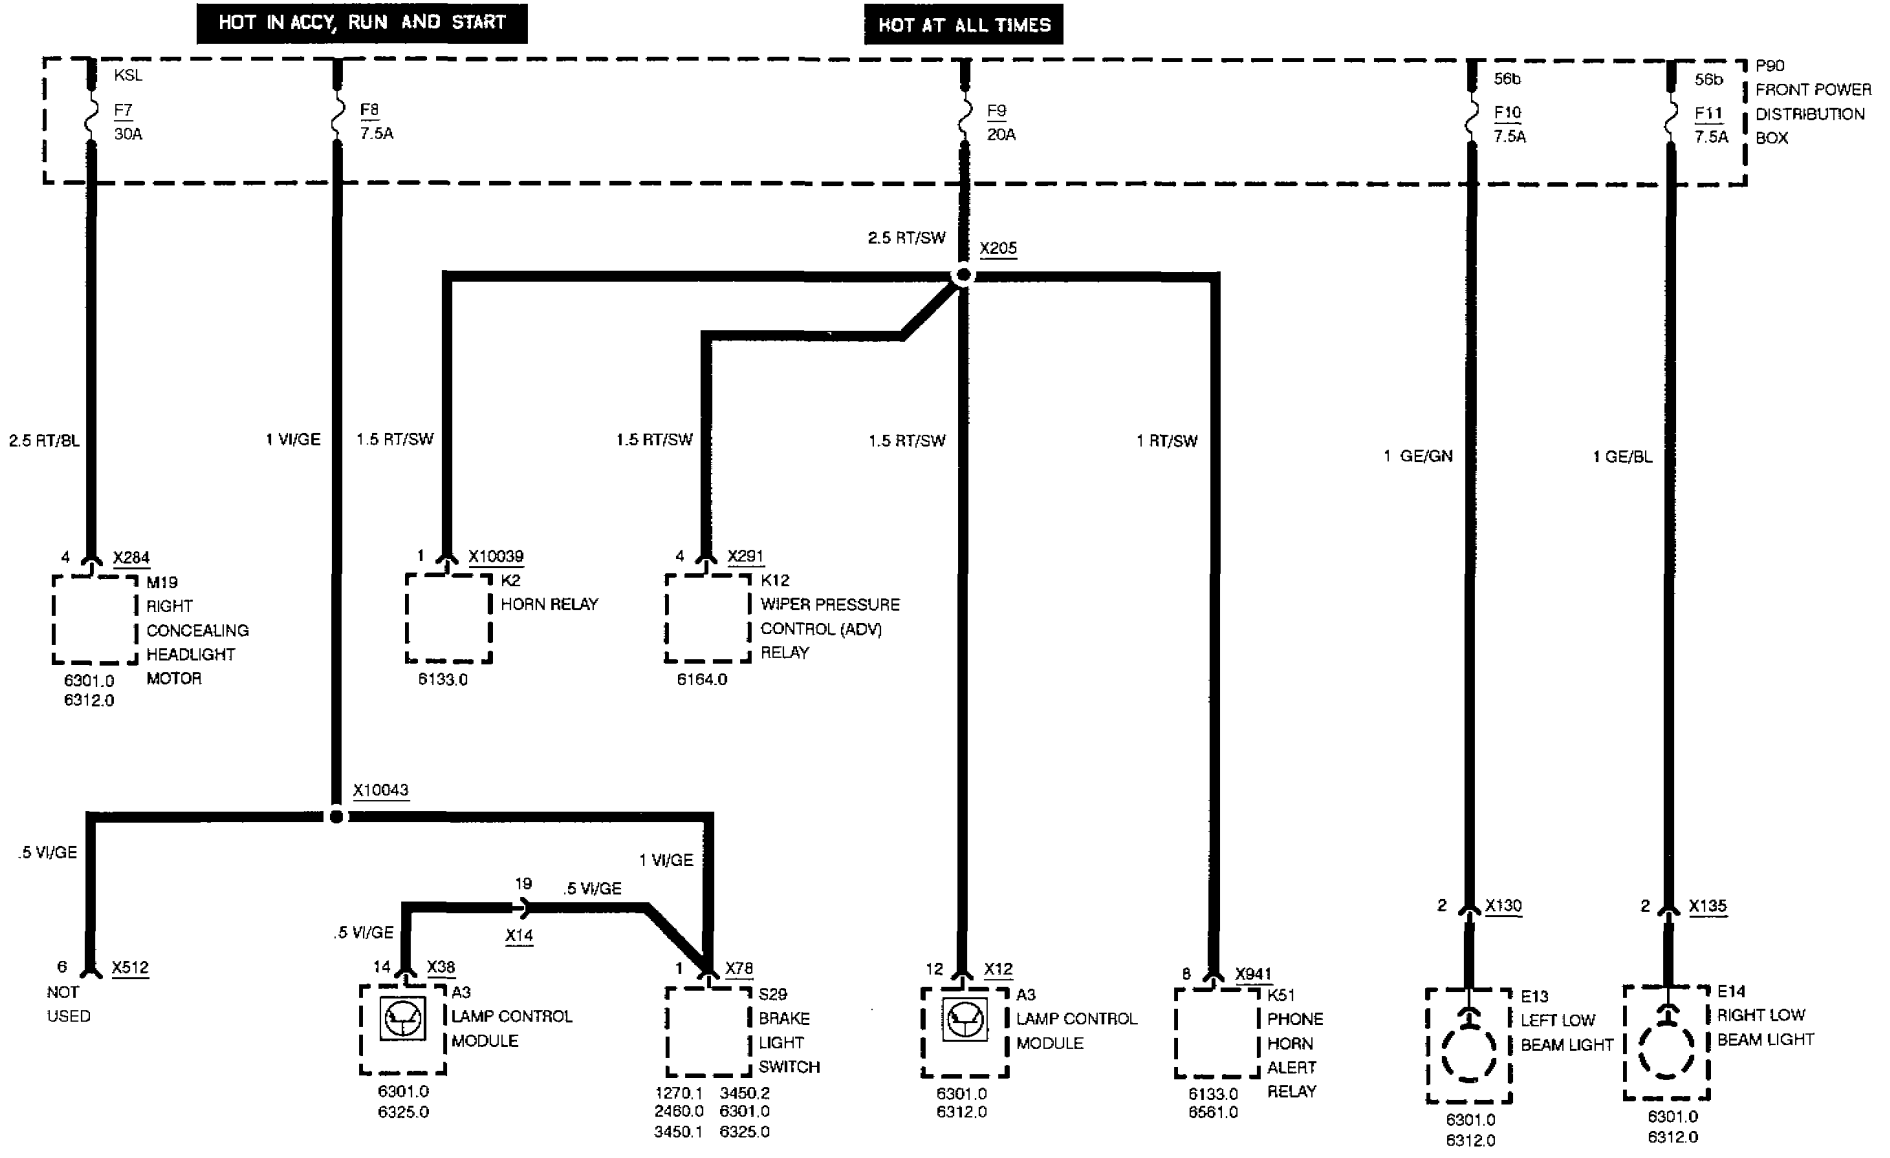 HOT IN ACCY, RUN AND START
HOT AT ALL TIMES
KSL
F7
30A
F8
7.5A
F9
20A
56b
F10
7.5A
56b
F11
7.5A
P90
FRONT POWER
DISTRIBUTION
BOX
2.5 RT/SW
X205
2.5 RT/BL
1 VI/GE
1.5 RT/SW
1.5 RT/SW
1.5 RT/SW
1 RT/SW
1 GE/GN
1 GE/BL
4
X284
M19
RIGHT
CONCEALING
HEADLIGHT
MOTOR
6301.0
6312.0
1
X10039
K2
HORN RELAY
6133.0
4
X291
K12
WIPER PRESSURE
CONTROL (ADV)
RELAY
6164.0
X10043
.5 VI/GE
1 VI/GE
19
.5 VI/GE
X14
.5 VI/GE
6
X512
NOT
USED
14
X38
A3
LAMP CONTROL
MODULE
6301.0
6325.0
1
X78
S29
BRAKE
LIGHT
SWITCH
1270.1 3450.2
2460.0 6301.0
3450.1 6325.0
12
X12
A3
LAMP CONTROL
MODULE
6301.0
6312.0
8
X941
K51
PHONE
HORN
ALERT
RELAY
6133.0
6561.0
2
X130
E13
LEFT LOW
BEAM LIGHT
6301.0
6312.0
2
X135
E14
RIGHT LOW
BEAM LIGHT
6301.0
6312.0